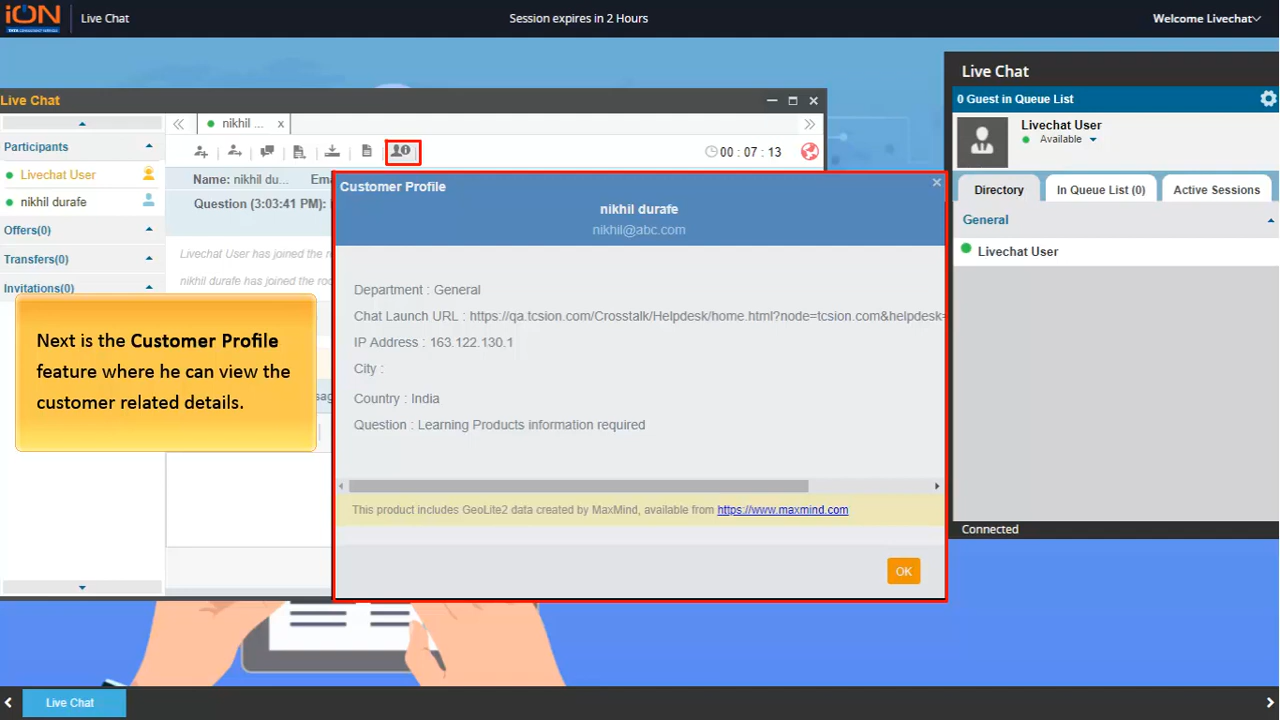 iON
TATA CONSULTANCY SERVICES
Live Chat
Session expires in 2 Hours
Welcome Livechat
Live Chat
Live Chat
0 Guest in Queue List
Livechat User
Available
Directory
In Queue List (0)
Active Sessions
General
Livechat User
Connected
nikhil ...
x
Participants
Livechat User
nikhil durafe
Offers(0)
Transfers(0)
Invitations(0)
00 : 07 : 13
Name: nikhil du... Ema
Question (3:03:41 PM):
Livechat User has joined the ro
nikhil durafe has joined the roo
Customer Profile
nikhil durafe
nikhil@abc.com
Department : General
Chat Launch URL : https://qa.tcsion.com/Crosstalk/Helpdesk/home.html?node=tcsion.com&helpdesk=
IP Address : 163.122.130.1
City :
Country : India
Question : Learning Products information required
This product includes GeoLite2 data created by MaxMind, available from https://www.maxmind.com
OK
Next is the Customer Profile
feature where he can view the
customer related details.
Live Chat